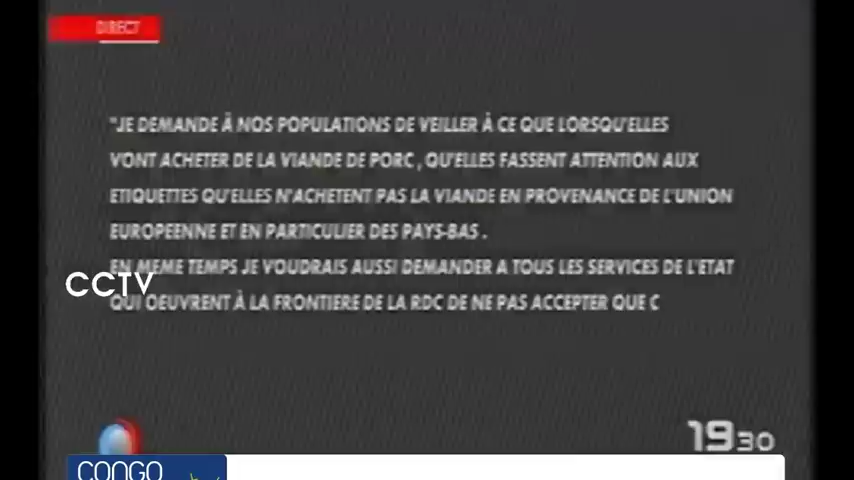 DIRECT
"JE DEMANDE À NOS POPULATIONS DE VEILLER À CE QUE LORSQU'ELLES
VONT ACHETER DE LA VIANDE DE PORC , QU'ELLES FASSENT ATTENTION AUX
ETIQUETTES QU'ELLES N'ACHETENT PAS LA VIANDE EN PROVENANCE DE L'UNION
EUROPEENNE ET EN PARTICULIER DES PAYS-BAS .
EN MEME TEMPS JE VOUDRAIS AUSSI DEMANDER A TOUS LES SERVICES DE L'ETAT
CCTV
QUI OEUVRENT À LA FRONTIERE DE LA RDC DE NE PAS ACCEPTER QUE C
19 30
CONGO